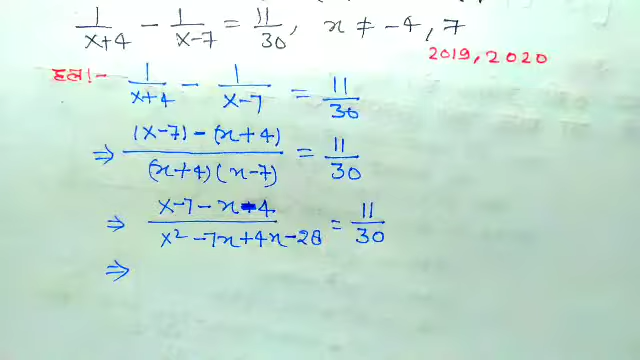 1/(x+4) - 1/(x-7) = 11/30, x ≠ -4, 7
2019, 2020
हल:- 1/(x+4) - 1/(x-7) = 11/30
⇒ ((x-7) - (x+4))/((x+4)(x-7)) = 11/30
⇒ (x-7-x-4)/(x²-7x+4x-28) = 11/30
⇒